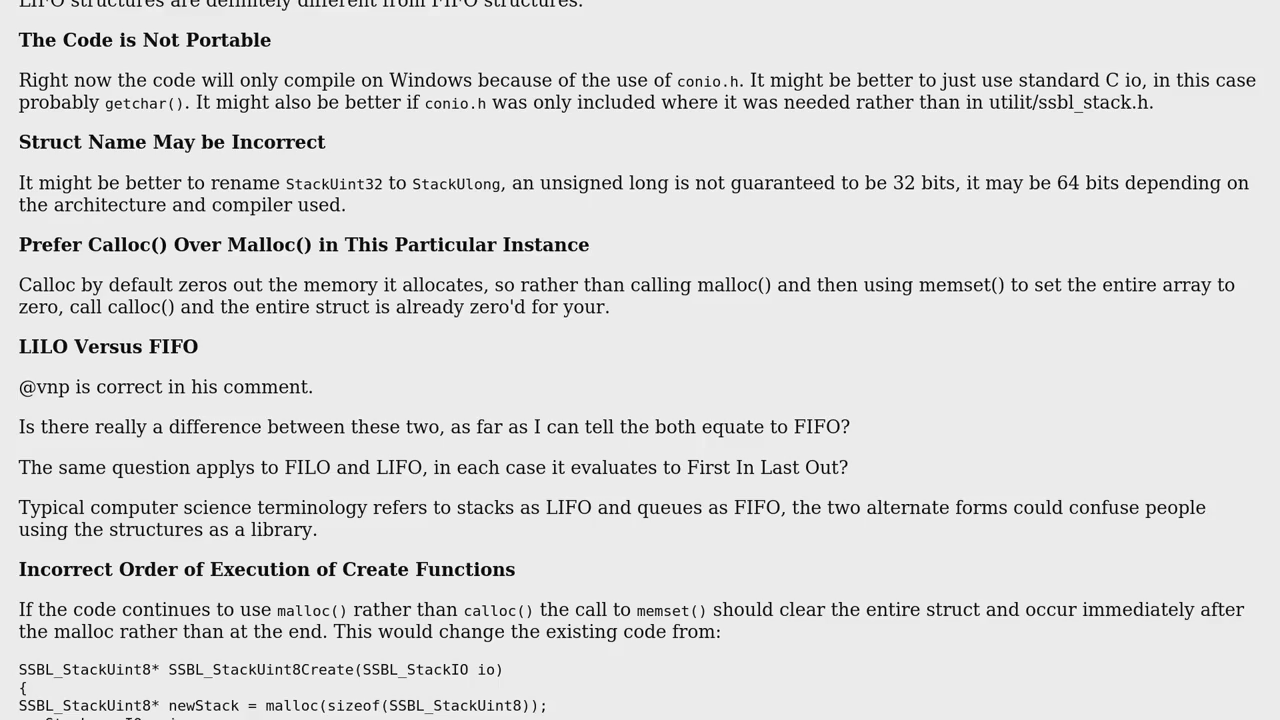 LIFO structures are definitely different from FIFO structures.
The Code is Not Portable
Right now the code will only compile on Windows because of the use of conio.h. It might be better to just use standard C io, in this case
probably getchar(). It might also be better if conio.h was only included where it was needed rather than in utilit/ssbl_stack.h.
Struct Name May be Incorrect
It might be better to rename StackUint32 to StackUlong, an unsigned long is not guaranteed to be 32 bits, it may be 64 bits depending on
the architecture and compiler used.
Prefer Calloc() Over Malloc() in This Particular Instance
Calloc by default zeros out the memory it allocates, so rather than calling malloc() and then using memset() to set the entire array to
zero, call calloc() and the entire struct is already zero'd for your.
LILO Versus FIFO
@vnp is correct in his comment.
Is there really a difference between these two, as far as I can tell the both equate to FIFO?
The same question applys to FILO and LIFO, in each case it evaluates to First In Last Out?
Typical computer science terminology refers to stacks as LIFO and queues as FIFO, the two alternate forms could confuse people
using the structures as a library.
Incorrect Order of Execution of Create Functions
If the code continues to use malloc() rather than calloc() the call to memset() should clear the entire struct and occur immediately after
the malloc rather than at the end. This would change the existing code from:
SSBL_StackUint8* SSBL_StackUint8Create(SSBL_StackIO io)
{
SSBL_StackUint8* newStack = malloc(sizeof(SSBL_StackUint8));